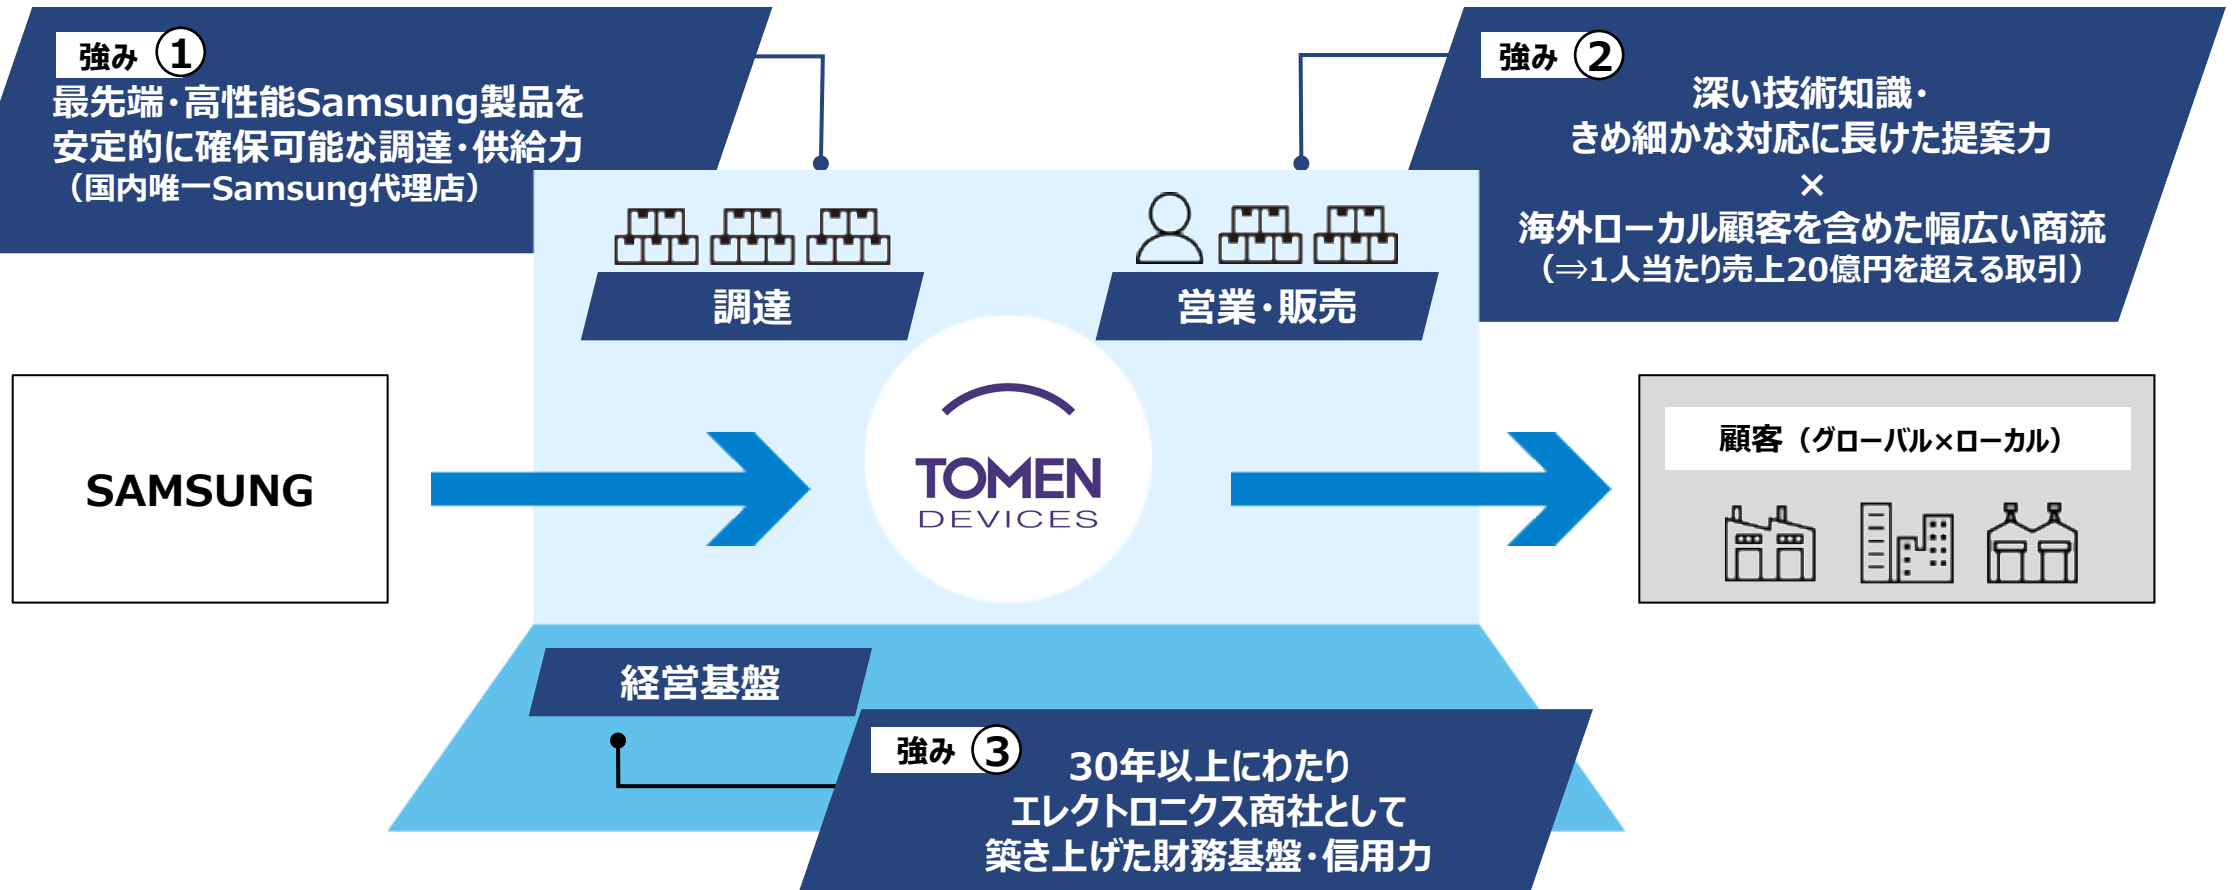 強み ①
最先端・高性能Samsung製品を
安定的に確保可能な調達・供給力
（国内唯一Samsung代理店）
強み ②
深い技術知識・
きめ細かな対応に長けた提案力
×
海外ローカル顧客を含めた幅広い商流
（⇒1人当たり売上20億円を超える取引）
調達
営業・販売
SAMSUNG
TOMEN
DEVICES
顧客（グローバル×ローカル）
経営基盤
強み ③
30年以上にわたり
エレクトロニクス商社として
築き上げた財務基盤・信用力